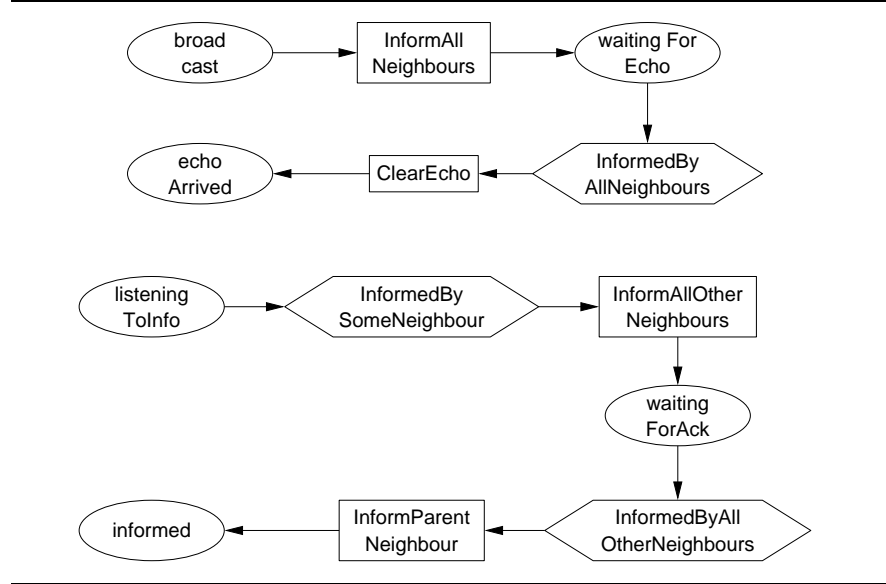 broad
cast
InformAll
Neighbours
waiting For
Echo
echo
Arrived
ClearEcho
InformedBy
AllNeighbours
listening
ToInfo
InformedBy
SomeNeighbour
InformAllOther
Neighbours
waiting
ForAck
informed
InformParent
Neighbour
InformedByAll
OtherNeighbours